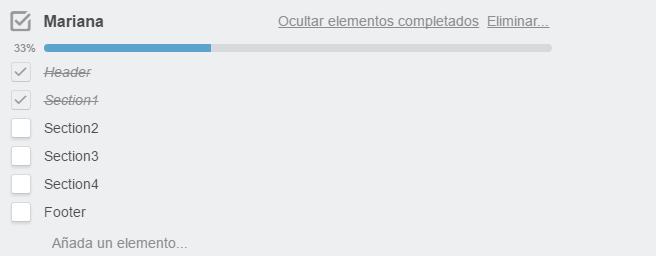 Mariana Ocultar elementos completados Eliminar...
33%
Header
Section1
Section2
Section3
Section4
Footer
Añada un elemento...